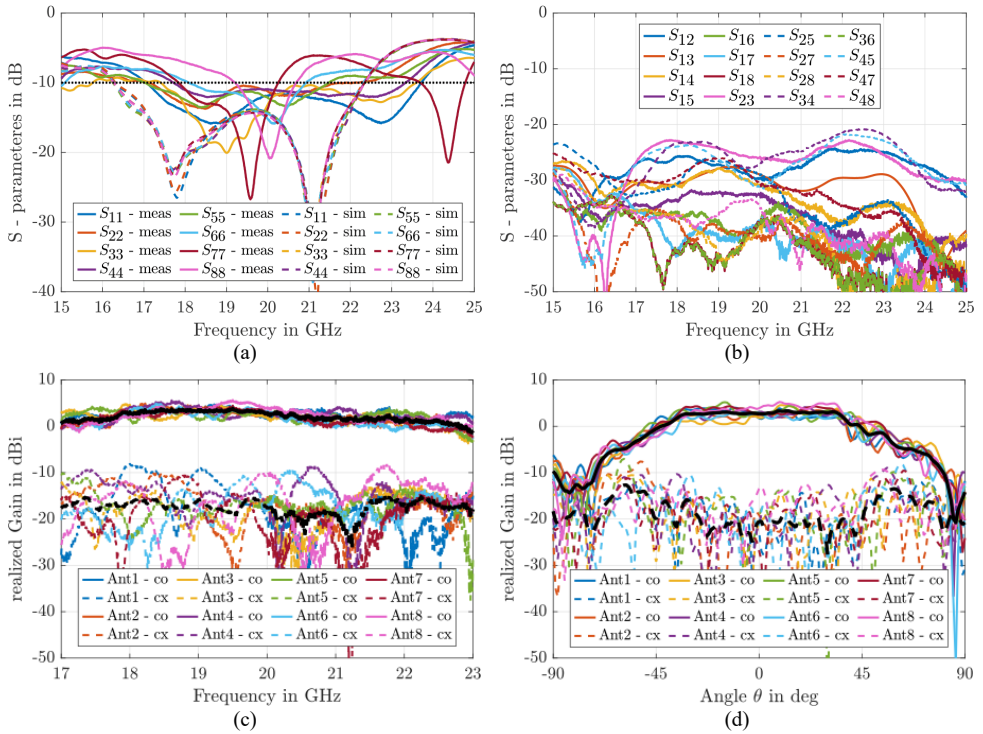 0
-10
-20
-30
-40
S - parameteres in dB
S11 - meas S55 - meas S11 - sim S55 - sim
S22 - meas S66 - meas S22 - sim S66 - sim
S33 - meas S77 - meas S33 - sim S77 - sim
S44 - meas S88 - meas S44 - sim S88 - sim
15 16 17 18 19 20 21 22 23 24 25
Frequency in GHz
(a)
0
-10
-20
-30
-40
-50
S - parameteres in dB
S12 S16 S25 S36
S13 S17 S27 S45
S14 S18 S28 S47
S15 S23 S34 S48
15 16 17 18 19 20 21 22 23 24 25
Frequency in GHz
(b)
10
0
-10
-20
-30
-40
-50
realized Gain in dBi
Ant1 - co Ant3 - co Ant5 - co Ant7 - co
Ant1 - cx Ant3 - cx Ant5 - cx Ant7 - cx
Ant2 - co Ant4 - co Ant6 - co Ant8 - co
Ant2 - cx Ant4 - cx Ant6 - cx Ant8 - cx
17 18 19 20 21 22 23
Frequency in GHz
(c)
10
0
-10
-20
-30
-40
-50
realized Gain in dBi
Ant1 - co Ant3 - co Ant5 - co Ant7 - co
Ant1 - cx Ant3 - cx Ant5 - cx Ant7 - cx
Ant2 - co Ant4 - co Ant6 - co Ant8 - co
Ant2 - cx Ant4 - cx Ant6 - cx Ant8 - cx
-90 -45 0 45 90
Angle θ in deg
(d)